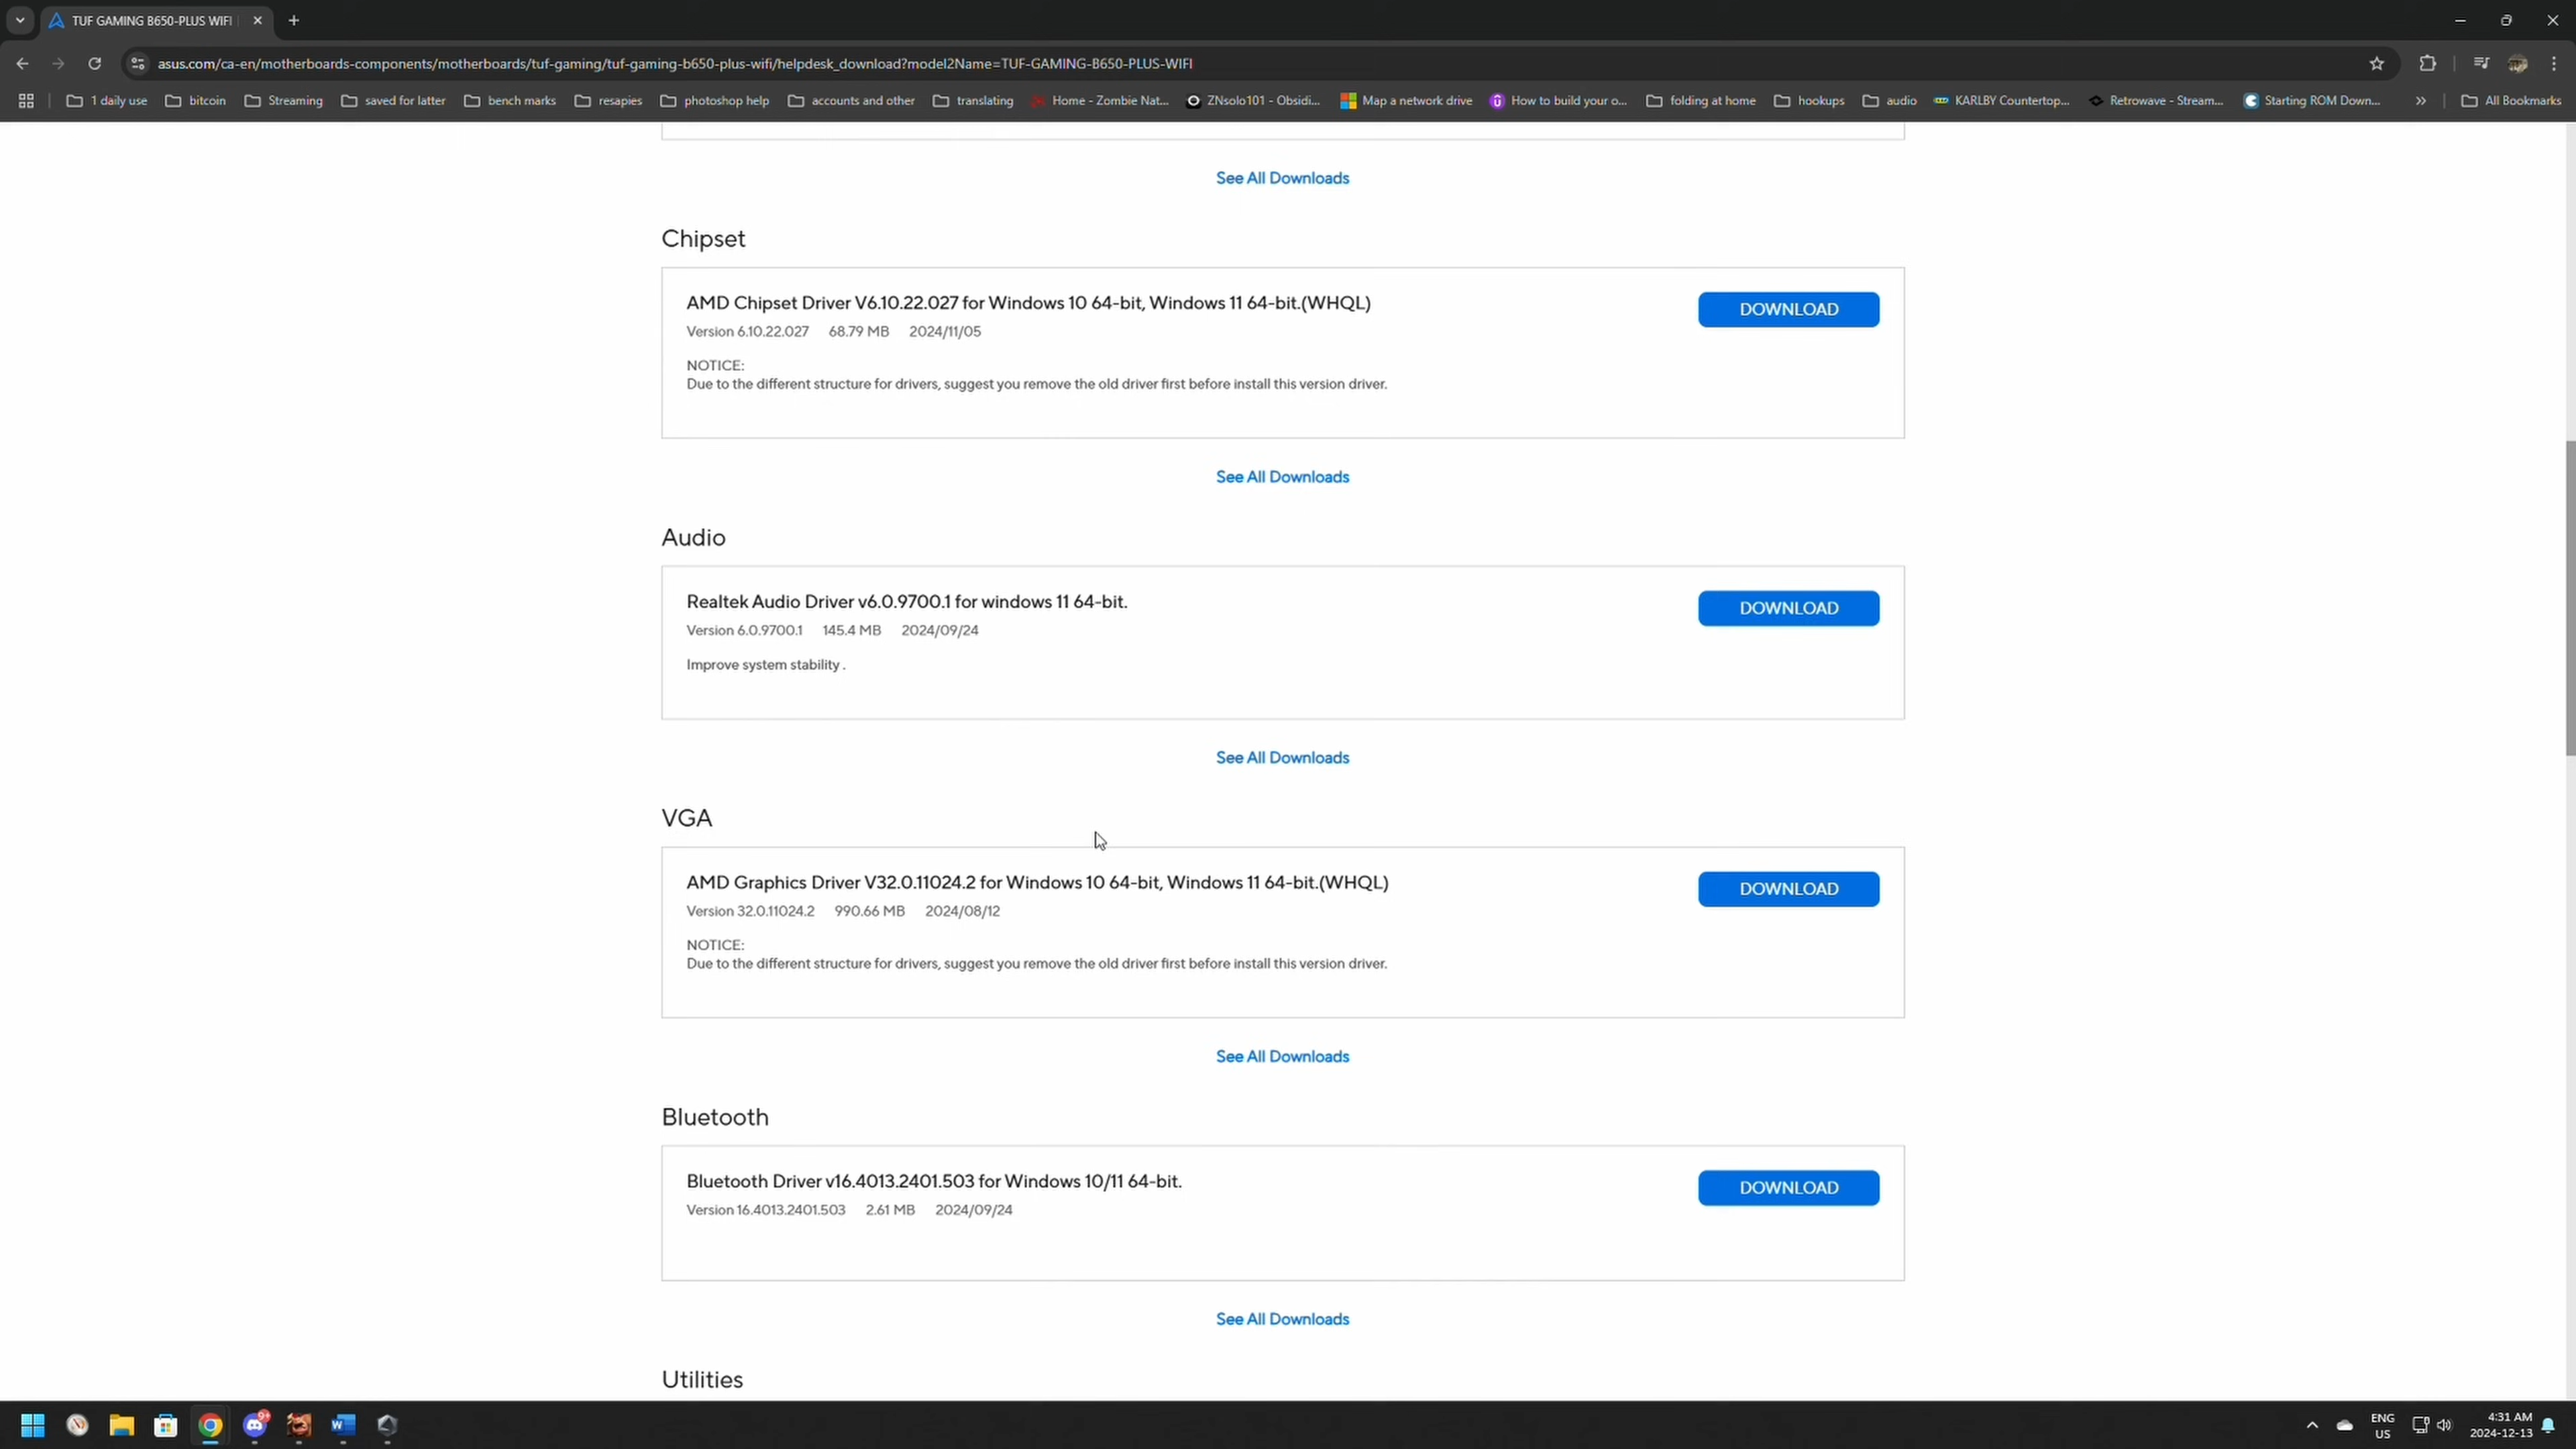 TUF GAMING B650-PLUS WIFI
asus.com/ca-en/motherboards-components/motherboards/tuf-gaming/tuf-gaming-b650-plus-wifi/helpdesk_download?model2Name=TUF-GAMING-B650-PLUS-WIFI
1 daily use bitcoin Streaming saved for latter bench marks resapies photoshop help accounts and other translating Home - Zombie Nat... ZNsolo101 - Obsidi... Map a network drive How to build your o... folding at home hookups audio KARLBY Countertop... Retrowave - Stream... Starting ROM Down... » All Bookmarks
See All Downloads
Chipset
AMD Chipset Driver V6.10.22.027 for Windows 10 64-bit, Windows 11 64-bit.(WHQL)
DOWNLOAD
Version 6.10.22.027 68.79 MB 2024/11/05
NOTICE:
Due to the different structure for drivers, suggest you remove the old driver first before install this version driver.
See All Downloads
Audio
Realtek Audio Driver v6.0.9700.1 for windows 11 64-bit.
DOWNLOAD
Version 6.0.9700.1 145.4 MB 2024/09/24
Improve system stability .
See All Downloads
VGA
AMD Graphics Driver V32.0.11024.2 for Windows 10 64-bit, Windows 11 64-bit.(WHQL)
DOWNLOAD
Version 32.0.11024.2 990.66 MB 2024/08/12
NOTICE:
Due to the different structure for drivers, suggest you remove the old driver first before install this version driver.
See All Downloads
Bluetooth
Bluetooth Driver v16.4013.2401.503 for Windows 10/11 64-bit.
DOWNLOAD
Version 16.4013.2401.503 2.61 MB 2024/09/24
See All Downloads
Utilities
9+
W
ENG
US
4:31 AM
2024-12-13